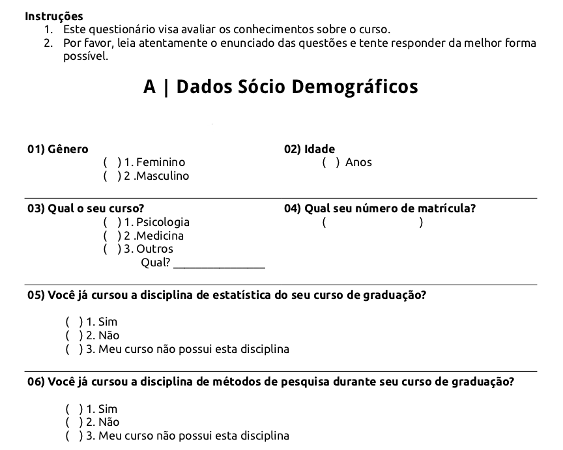 Instruções
1. Este questionário visa avaliar os conhecimentos sobre o curso.
2. Por favor, leia atentamente o enunciado das questões e tente responder da melhor forma
possível.
A | Dados Sócio Demográficos
01) Gênero
( ) 1. Feminino
( ) 2 .Masculino
02) Idade
( ) Anos
03) Qual o seu curso?
( ) 1. Psicologia
( ) 2 .Medicina
( ) 3. Outros
Qual? _______________
04) Qual seu número de matrícula?
( )
05) Você já cursou a disciplina de estatística do seu curso de graduação?
( ) 1. Sim
( ) 2. Não
( ) 3. Meu curso não possui esta disciplina
06) Você já cursou a disciplina de métodos de pesquisa durante seu curso de graduação?
( ) 1. Sim
( ) 2. Não
( ) 3. Meu curso não possui esta disciplina